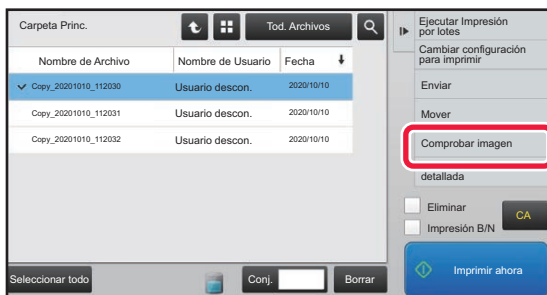 Carpeta Princ.
Tod. Archivos
Nombre de Archivo
Nombre de Usuario
Fecha
Copy_20201010_112030
Usuario descon.
2020/10/10
Copy_20201010_112031
Usuario descon.
2020/10/10
Copy_20201010_112032
Usuario descon.
2020/10/10
Seleccionar todo
Conj.
Borrar
Ejecutar Impresión
por lotes
Cambiar configuración
para imprimir
Enviar
Mover
Comprobar imagen
detallada
Eliminar
Impresión B/N
CA
Imprimir ahora